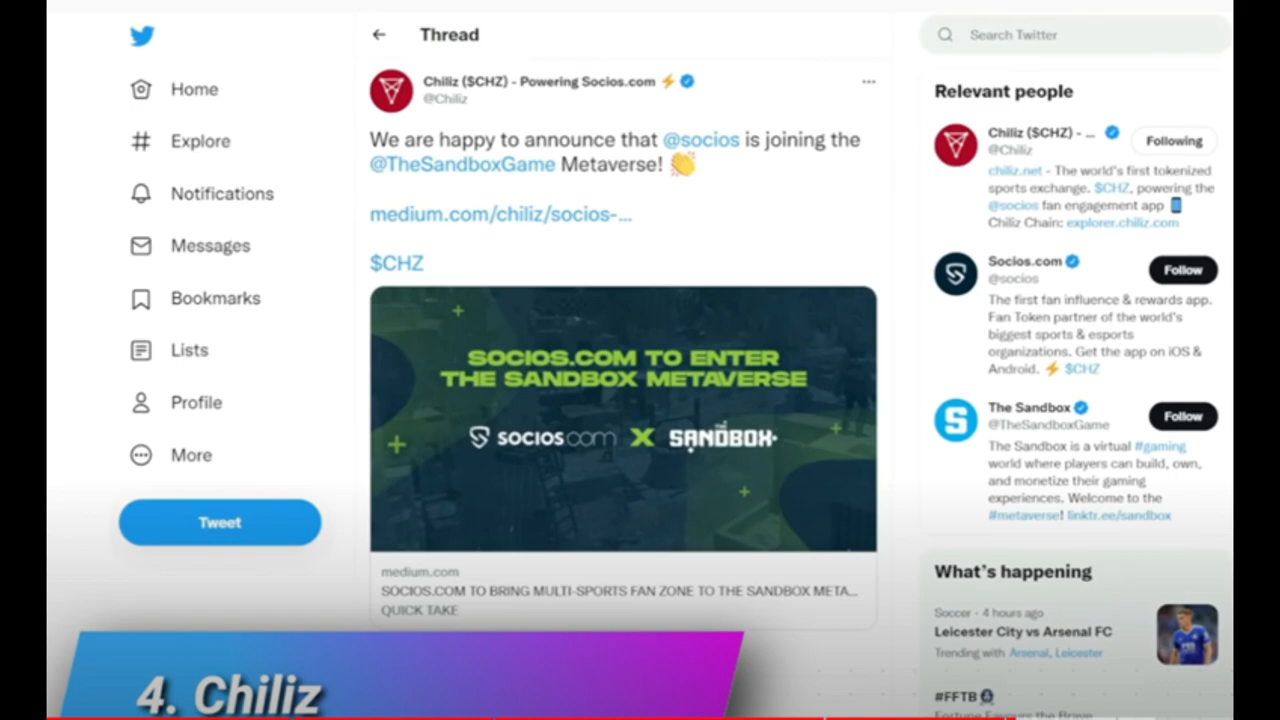 Home
Explore
Notifications
Messages
Bookmarks
Lists
Profile
More
Tweet
Thread
Chiliz ($CHZ) - Powering Socios.com ⚡
@Chiliz
We are happy to announce that @socios is joining the
@TheSandboxGame Metaverse! 👏
medium.com/chiliz/socios-...
$CHZ
SOCIOS.COM TO ENTER
THE SANDBOX METAVERSE
SOCIOS.COM X THE SANDBOX
medium.com
SOCIOS.COM TO BRING MULTI-SPORTS FAN ZONE TO THE SANDBOX META...
QUICK TAKE
Search Twitter
Relevant people
Chiliz ($CHZ) - ...
Following
@Chiliz
chiliz.net - The world's first tokenized
sports exchange. $CHZ, powering the
@socios fan engagement app 📱
Chiliz Chain: explorer.chiliz.com
Socios.com
Follow
@socios
The first fan influence & rewards app.
Fan Token partner of the world's
biggest sports & esports
organizations. Get the app on iOS &
Android. ⚡ $CHZ
The Sandbox
Follow
@TheSandboxGame
The Sandbox is a virtual #gaming
world where players can build, own,
and monetize their gaming
experiences. Welcome to the
#metaverse! linktr.ee/sandbox
What's happening
Soccer · 4 hours ago
Leicester City vs Arsenal FC
Trending with Arsenal, Leicester
#FFTB
Fortune Favours the Brave
4. Chiliz